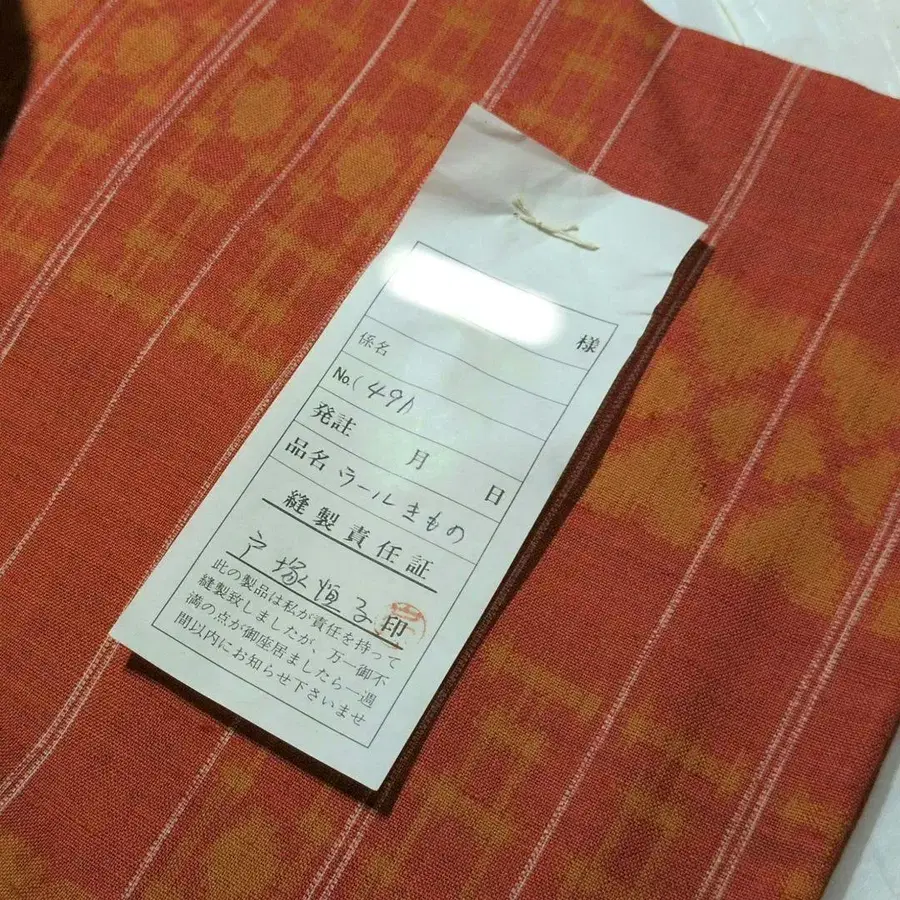 様
係名
No. (491
発註 月 日
品名 ラールきもの
縫製責任証
戸塚恒子 印
此の製品は私が責任を持って
縫製致しましたが、万一御不
満の点が御座居ましたら一週
間以内にお知らせ下さいませ